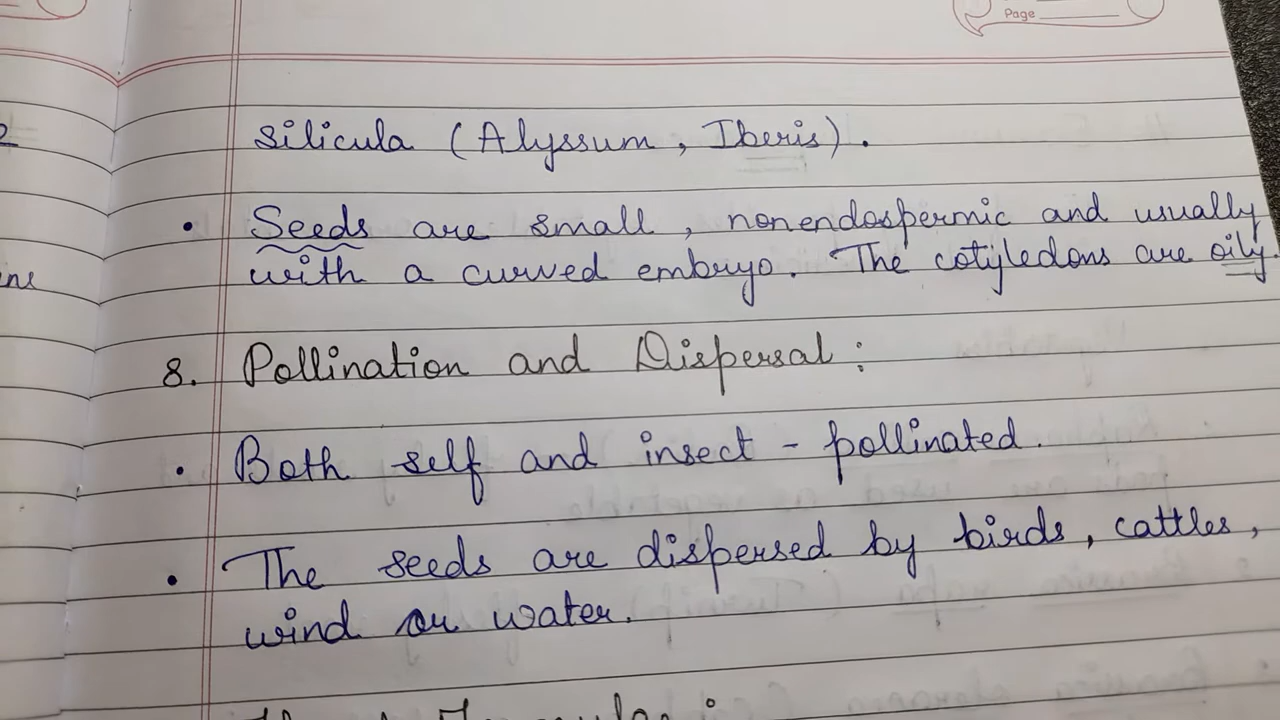 Page
silicula (Alyssum, Iberis).
• Seeds are small, nonendospermic and usually
with a curved embryo. The cotyledons are oily.
8. Pollination and Dispersal:
• Both self and insect - pollinated.
• The seeds are dispersed by birds, cattles,
wind or water.